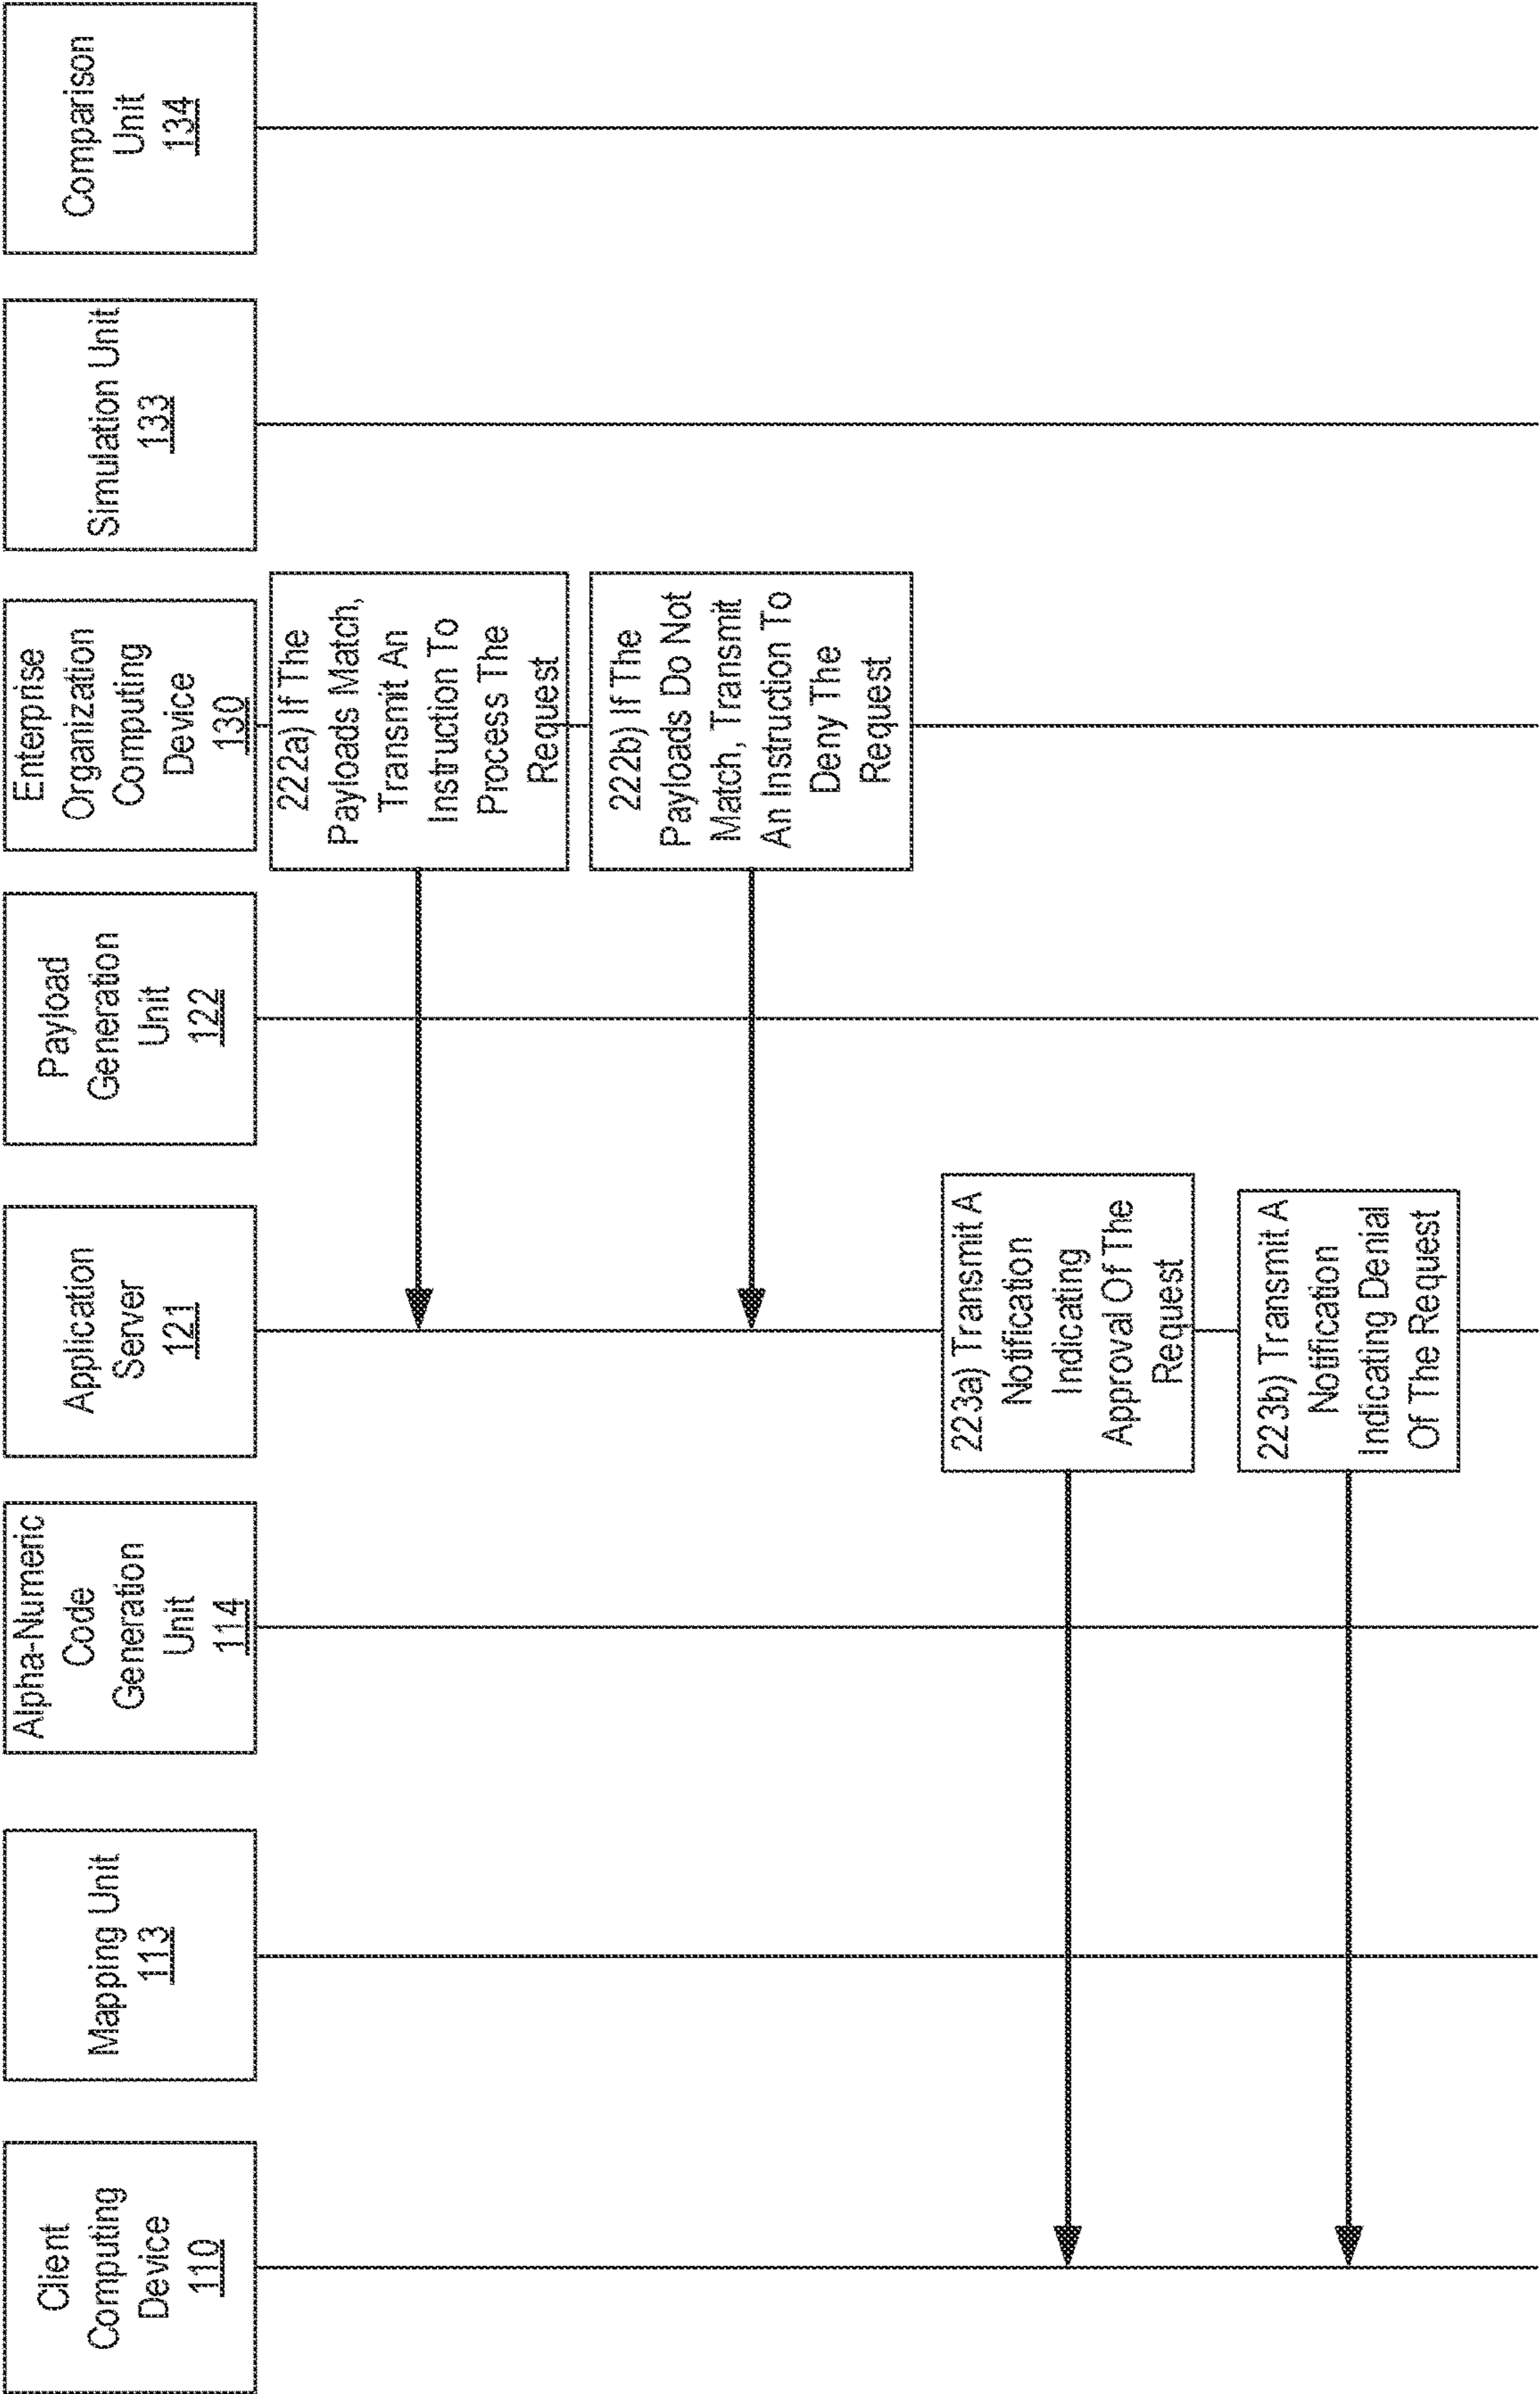 Client
Computing
Device
110
Mapping Unit
113
Alpha-Numeric
Code
Generation
Unit
114
Application
Server
121
Payload
Generation
Unit
122
Enterprise
Organization
Computing
Device
130
Simulation Unit
133
Comparison
Unit
134
222a) If The
Payloads Match,
Transmit An
Instruction To
Process The
Request
222b) If The
Payloads Do Not
Match, Transmit
An Instruction To
Deny The
Request
223a) Transmit A
Notification
Indicating
Approval Of The
Request
223b) Transmit A
Notification
Indicating Denial
Of The Request